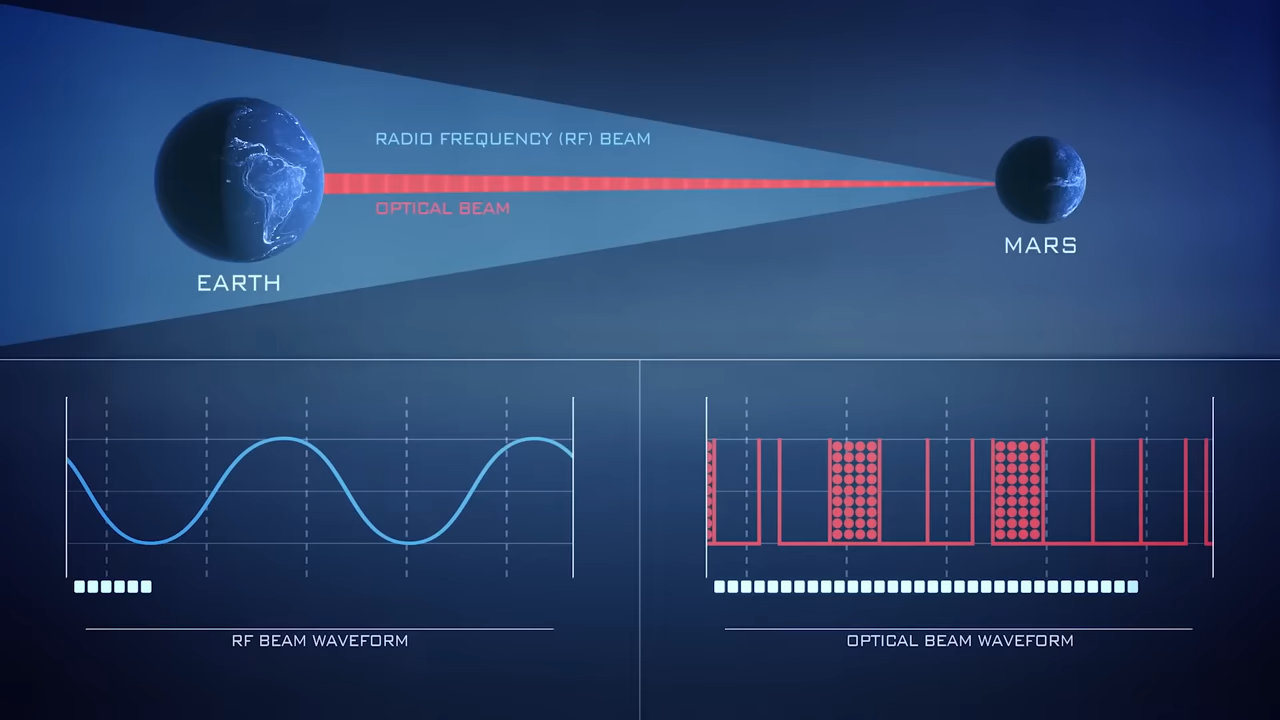 RADIO FREQUENCY (RF) BEAM
OPTICAL BEAM
EARTH
MARS
RF BEAM WAVEFORM
OPTICAL BEAM WAVEFORM